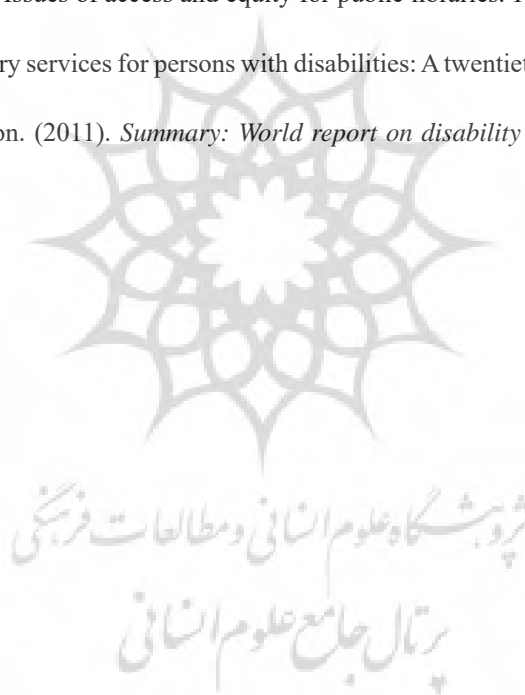 issues of access and equity for public libraries. T
ry services for persons with disabilities: A twentiet
on. (2011). Summary: World report on disability
پژوهشگاه علوم انسانی و مطالعات فرهنگی
پرتال جامع علوم انسانی